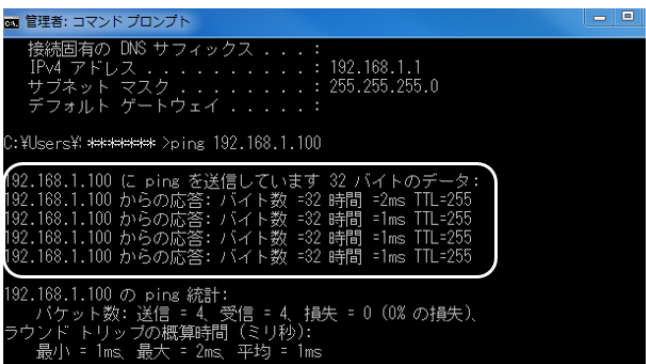 管理者: コマンド プロンプト
接続固有の DNS サフィックス . . . :
IPv4 アドレス . . . . . . . . . . : 192.168.1.1
サブネット マスク . . . . . . . . : 255.255.255.0
デフォルト ゲートウェイ . . . . . :
C:¥Users¥ ******** >ping 192.168.1.100
192.168.1.100 に ping を送信しています 32 バイトのデータ:
192.168.1.100 からの応答: バイト数 =32 時間 =2ms TTL=255
192.168.1.100 からの応答: バイト数 =32 時間 =1ms TTL=255
192.168.1.100 からの応答: バイト数 =32 時間 =1ms TTL=255
192.168.1.100 からの応答: バイト数 =32 時間 =1ms TTL=255
192.168.1.100 の ping 統計:
パケット数: 送信 = 4、受信 = 4、損失 = 0 (0% の損失)、
ラウンド トリップの概算時間 (ミリ秒):
最小 = 1ms、最大 = 2ms、平均 = 1ms